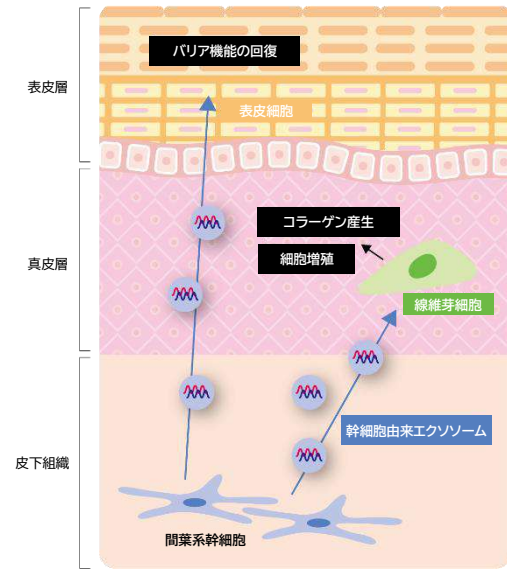 バリア機能の回復
表皮層
表皮細胞
コラーゲン産生
細胞増殖
真皮層
線維芽細胞
幹細胞由来エクソソーム
皮下組織
間葉系幹細胞